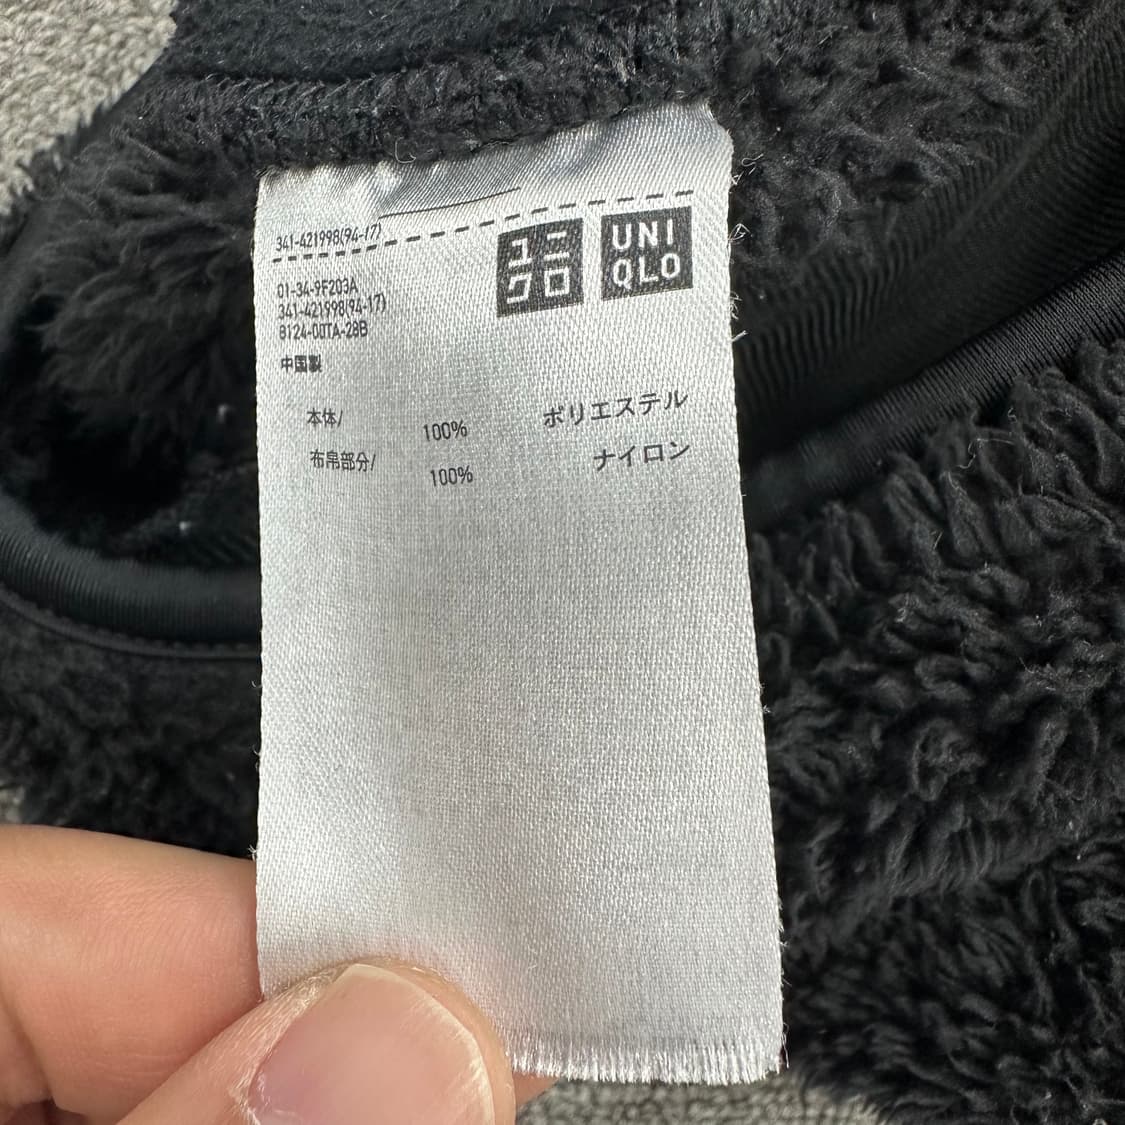 341-421998(94-17)
ユニ
クロ
UNI
QLO
01-34-9F203A
341-421998(94-17)
B124-00TA-28B
中国製
本体/ 100% ポリエステル
布帛部分/ 100% ナイロン